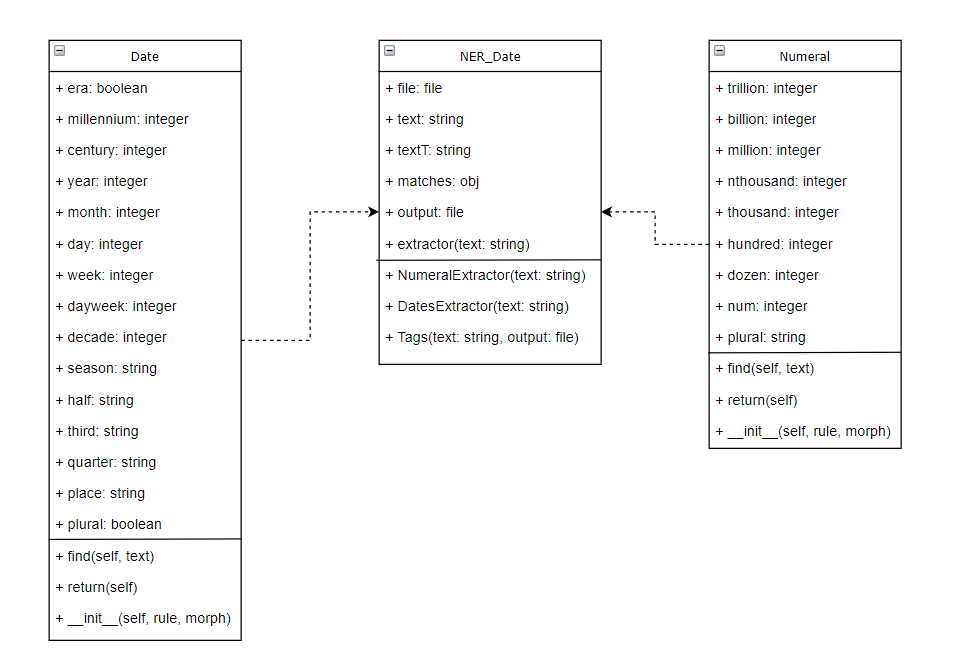 Date
+ era: boolean
+ millennium: integer
+ century: integer
+ year: integer
+ month: integer
+ day: integer
+ week: integer
+ dayweek: integer
+ decade: integer
+ season: string
+ half: string
+ third: string
+ quarter: string
+ place: string
+ plural: boolean
+ find(self, text)
+ return(self)
+ __init__(self, rule, morph)
NER_Date
+ file: file
+ text: string
+ textT: string
+ matches: obj
+ output: file
+ extractor(text: string)
+ NumeralExtractor(text: string)
+ DatesExtractor(text: string)
+ Tags(text: string, output: file)
Numeral
+ trillion: integer
+ billion: integer
+ million: integer
+ nthousand: integer
+ thousand: integer
+ hundred: integer
+ dozen: integer
+ num: integer
+ plural: string
+ find(self, text)
+ return(self)
+ __init__(self, rule, morph)